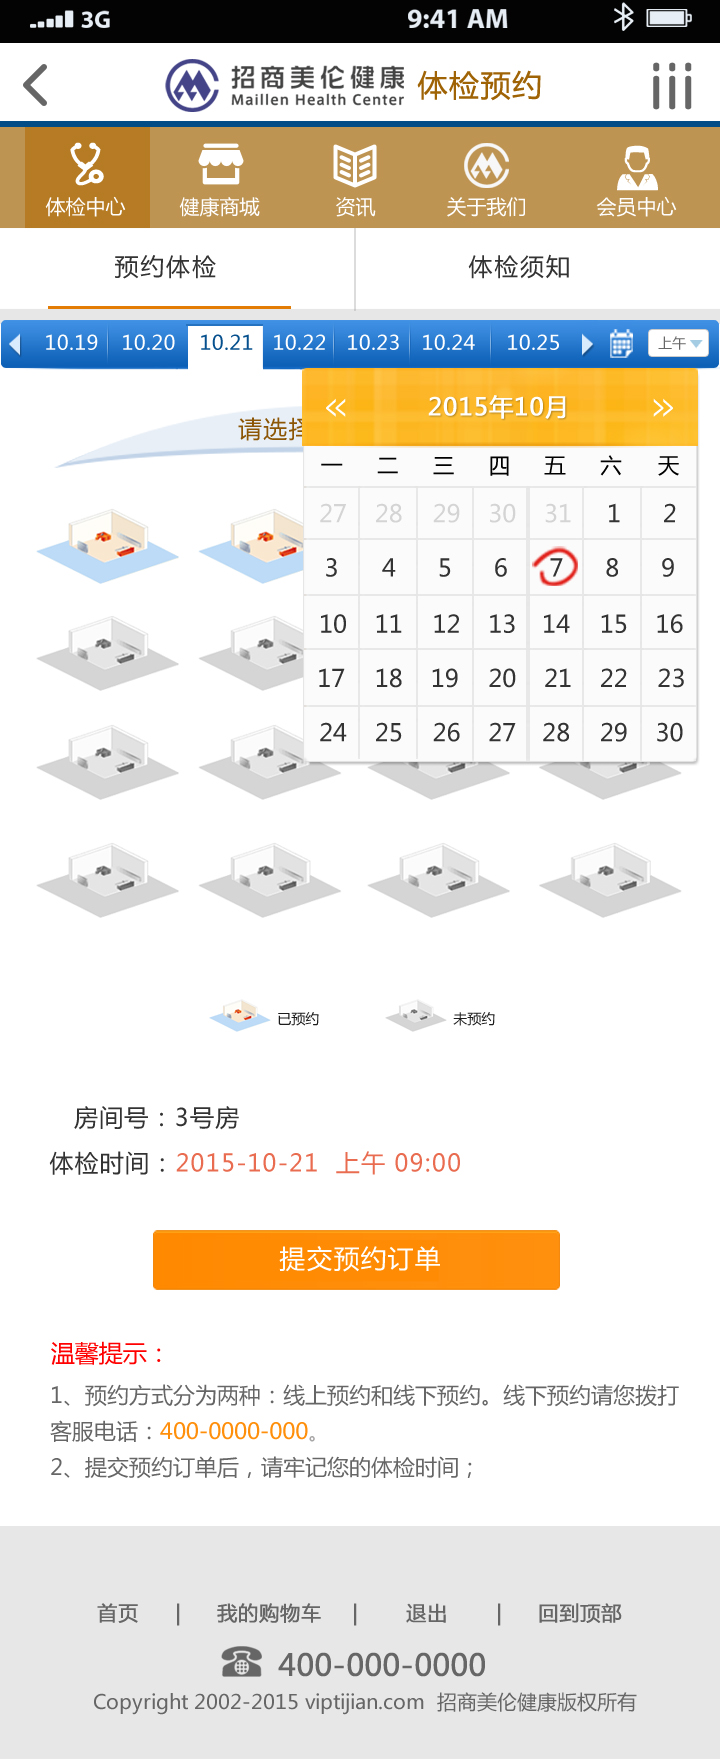 3G 9:41 AM
招商美伦健康 体检预约
Maillen Health Center
体检中心 健康商城 资讯 关于我们 会员中心
预约体检 体检须知
10.19 10.20 10.21 10.22 10.23 10.24 10.25 上午
2015年10月
请选择
一 二 三 四 五 六 天
27 28 29 30 31 1 2
3 4 5 6 7 8 9
10 11 12 13 14 15 16
17 18 19 20 21 22 23
24 25 26 27 28 29 30
已预约 未预约
房间号：3号房
体检时间：2015-10-21 上午 09:00
提交预约订单
温馨提示：
1、预约方式分为两种：线上预约和线下预约。线下预约请您拨打
客服电话：400-0000-000。
2、提交预约订单后，请牢记您的体检时间；
首页 | 我的购物车 | 退出 | 回到顶部
400-000-0000
Copyright 2002-2015 viptijian.com 招商美伦健康版权所有